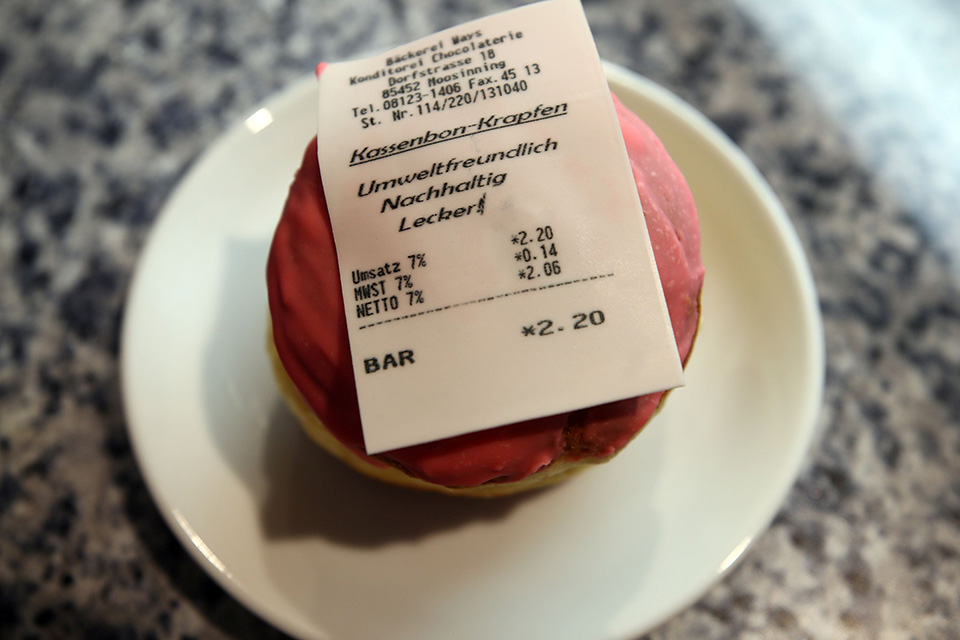 Bäckerei Ways
Konditorei Chocolaterie
Dorfstrasse 18
85452 Moosinning
Tel.08123-1406 Fax.45 13
St. Nr.114/220/131040
Kassenbon-Krapfen
Umweltfreundlich
Nachhaltig
Lecker!
Umsatz 7% *2.20
MWST 7% *0.14
NETTO 7% *2.06
BAR *2.20